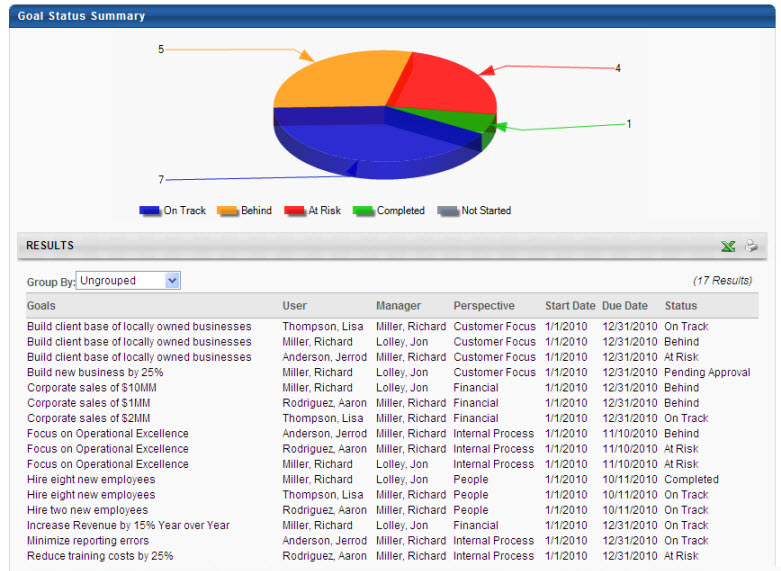 Goal Status Summary
5
4
1
7
On Track Behind At Risk Completed Not Started
RESULTS
Group By: Ungrouped (17 Results)
Goals User Manager Perspective Start Date Due Date Status
Build client base of locally owned businesses Thompson, Lisa Miller, Richard Customer Focus 1/1/2010 12/31/2010 On Track
Build client base of locally owned businesses Miller, Richard Lolley, Jon Customer Focus 1/1/2010 12/31/2010 Behind
Build client base of locally owned businesses Anderson, Jerrod Miller, Richard Customer Focus 1/1/2010 12/31/2010 At Risk
Build new business by 25% Miller, Richard Lolley, Jon Customer Focus 1/1/2010 12/31/2010 Pending Approval
Corporate sales of $10MM Miller, Richard Lolley, Jon Financial 1/1/2010 12/31/2010 Behind
Corporate sales of $1MM Rodriguez, Aaron Miller, Richard Financial 1/1/2010 12/31/2010 Behind
Corporate sales of $2MM Thompson, Lisa Miller, Richard Financial 1/1/2010 12/31/2010 On Track
Focus on Operational Excellence Anderson, Jerrod Miller, Richard Internal Process 1/1/2010 11/10/2010 Behind
Focus on Operational Excellence Rodriguez, Aaron Miller, Richard Internal Process 1/1/2010 11/10/2010 At Risk
Focus on Operational Excellence Miller, Richard Lolley, Jon Internal Process 1/1/2010 11/10/2010 At Risk
Hire eight new employees Miller, Richard Lolley, Jon People 1/1/2010 10/11/2010 Completed
Hire eight new employees Thompson, Lisa Miller, Richard People 1/1/2010 10/11/2010 On Track
Hire two new employees Rodriguez, Aaron Miller, Richard People 1/1/2010 10/11/2010 On Track
Increase Revenue by 15% Year over Year Miller, Richard Lolley, Jon Financial 1/1/2010 12/31/2010 On Track
Minimize reporting errors Anderson, Jerrod Miller, Richard Internal Process 1/1/2010 12/31/2010 On Track
Reduce training costs by 25% Rodriguez, Aaron Miller, Richard Internal Process 1/1/2010 12/31/2010 At Risk